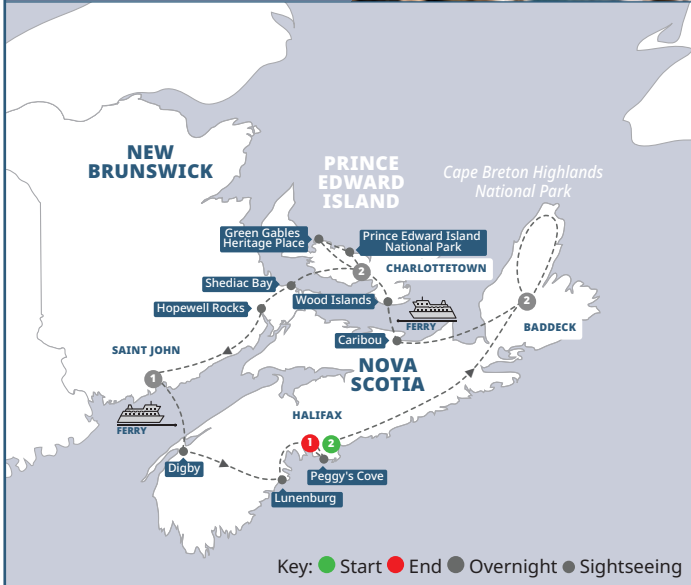 NEW
BRUNSWICK
PRINCE
EDWARD
ISLAND
Cape Breton Highlands
National Park
Green Gables
Heritage Place
Prince Edward Island
National Park
2
CHARLOTTETOWN
Shediac Bay
Wood Islands
2
Hopewell Rocks
FERRY
BADDECK
Caribou
SAINT JOHN
NOVA
SCOTIA
1
HALIFAX
FERRY
1
2
Digby
Peggy's Cove
Lunenburg
Key: Start End Overnight Sightseeing